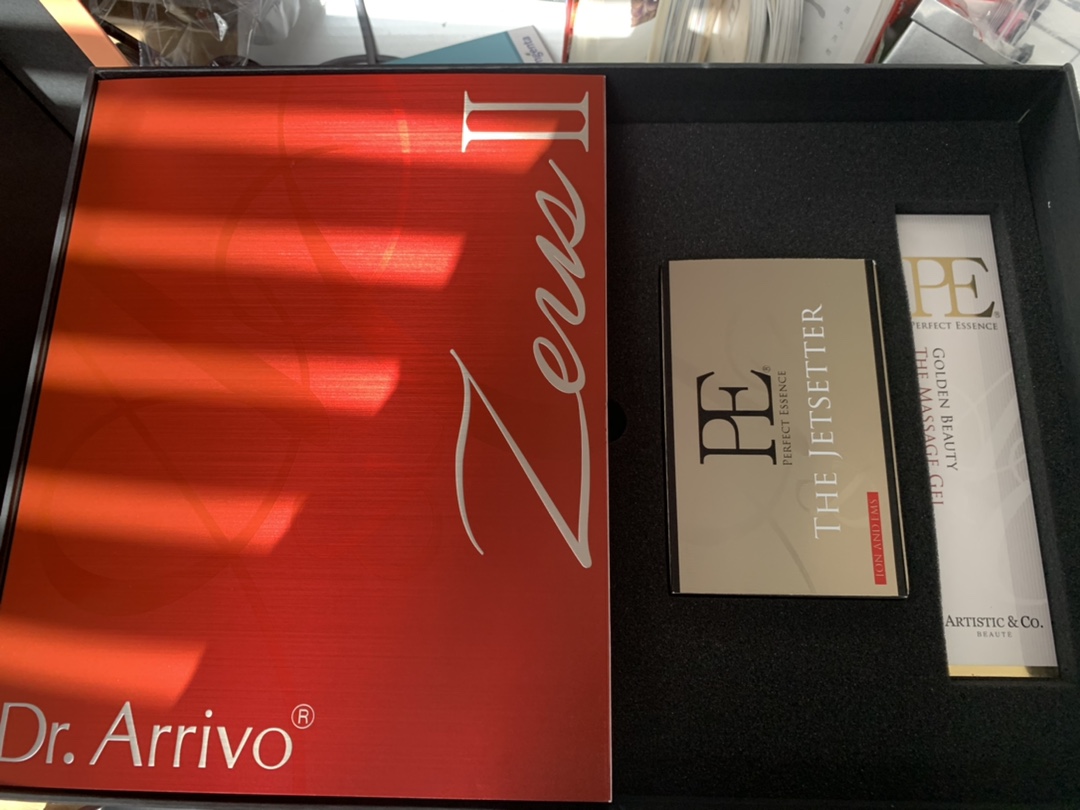 Zeus II
Dr. Arrivo®
PE®
PERFECT ESSENCE
THE JETSETTER
ION AND EMS
PE®
PERFECT ESSENCE
GOLDEN BEAUTY
THE MASSAGE GEL
ARTISTIC & CO.
BEAUTÉ